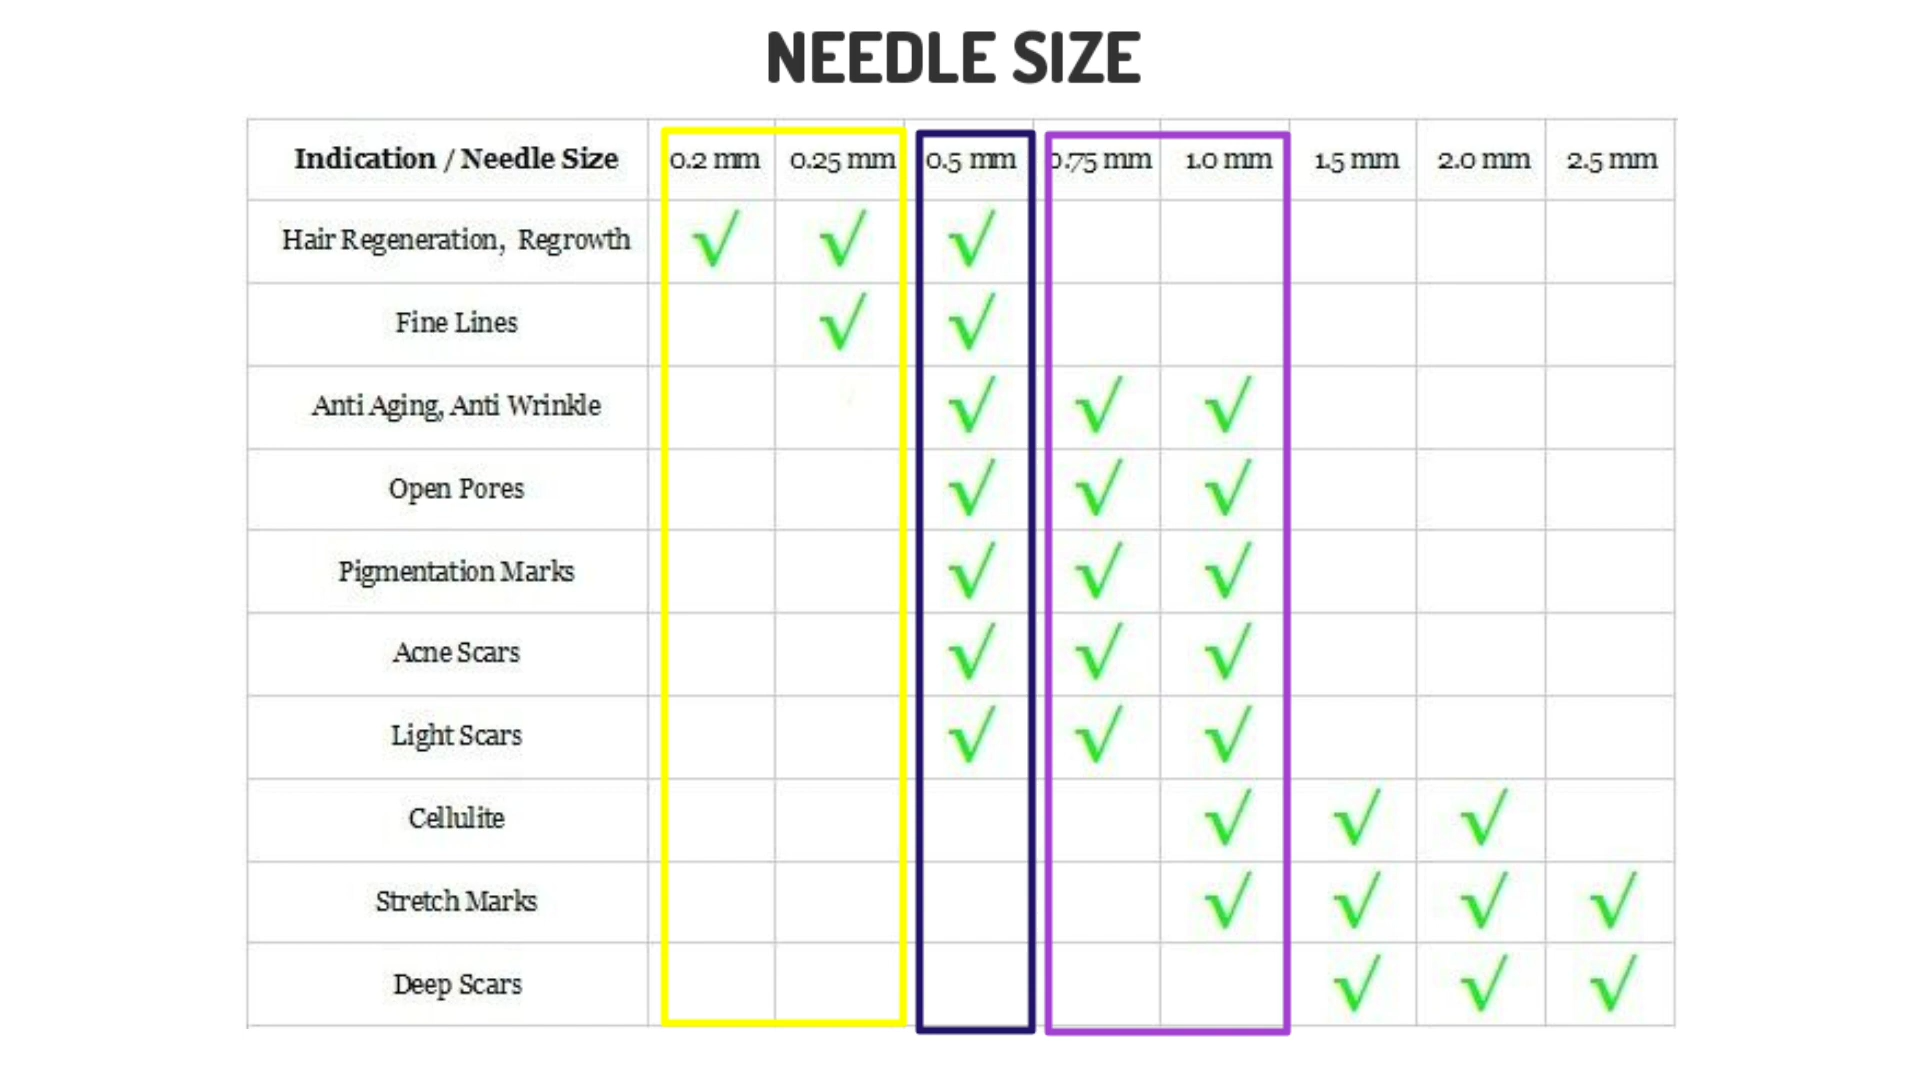 NEEDLE SIZE
Indication / Needle Size 0.2 mm 0.25 mm 0.5 mm 0.75 mm 1.0 mm 1.5 mm 2.0 mm 2.5 mm
Hair Regeneration, Regrowth √ √ √
Fine Lines √ √
Anti Aging, Anti Wrinkle √ √ √
Open Pores √ √ √
Pigmentation Marks √ √ √
Acne Scars √ √ √
Light Scars √ √ √
Cellulite √ √ √
Stretch Marks √ √ √ √
Deep Scars √ √ √